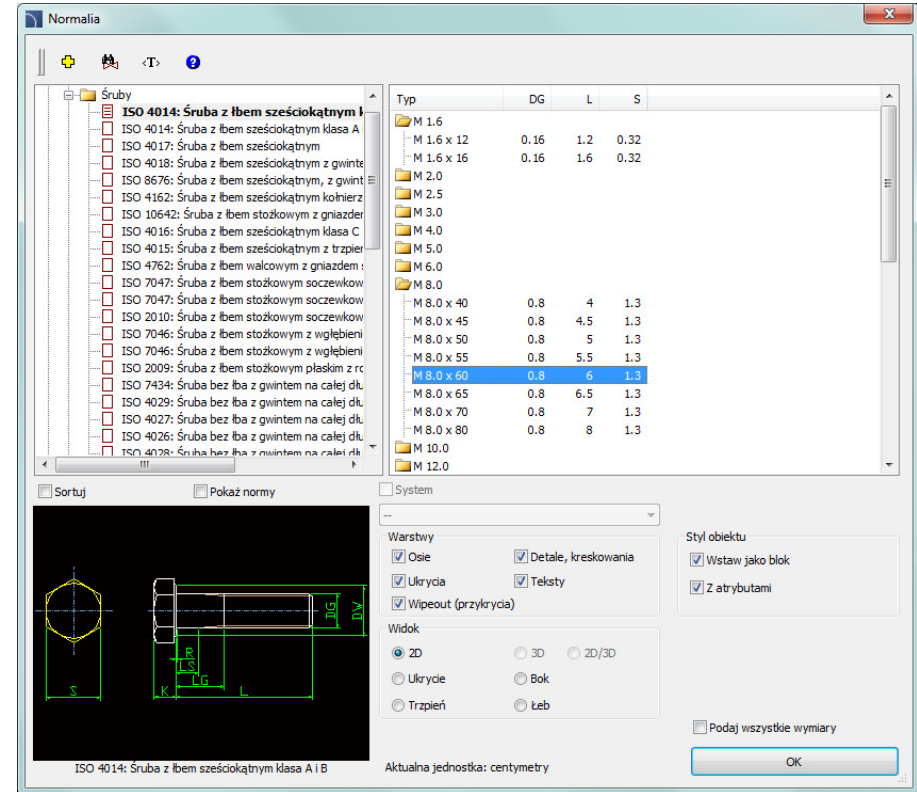 Normalia
<T>
Śruby
ISO 4014: Śruba z łbem sześciokątnym k
ISO 4014: Śruba z łbem sześciokątnym klasa A i
ISO 4017: Śruba z łbem sześciokątnym
ISO 4018: Śruba z łbem sześciokątnym z gwinte
ISO 8676: Śruba z łbem sześciokątnym, z gwint
ISO 4162: Śruba z łbem sześciokątnym kołnierz
ISO 10642: Śruba z łbem stożkowym z gniazder
ISO 4016: Śruba z łbem sześciokątnym klasa C
ISO 4015: Śruba z łbem sześciokątnym z trzpier
ISO 4762: Śruba z łbem walcowym z gniazdem
ISO 7047: Śruba z łbem stożkowym soczewkow
ISO 7047: Śruba z łbem stożkowym soczewkow
ISO 2010: Śruba z łbem stożkowym soczewkow
ISO 7046: Śruba z łbem stożkowym z wgłębieni
ISO 7046: Śruba z łbem stożkowym z wgłębieni
ISO 2009: Śruba z łbem stożkowym płaskim z ro
ISO 7434: Śruba bez łba z gwintem na całej dłu
ISO 4029: Śruba bez łba z gwintem na całej dłu
ISO 4027: Śruba bez łba z gwintem na całej dłu
ISO 4026: Śruba bez łba z gwintem na całej dłu
ISO 4028: Śruba bez łba z gwintem na całej dłu
Typ DG L S
M 1.6
M 1.6 x 12 0.16 1.2 0.32
M 1.6 x 16 0.16 1.6 0.32
M 2.0
M 2.5
M 3.0
M 4.0
M 5.0
M 6.0
M 8.0
M 8.0 x 40 0.8 4 1.3
M 8.0 x 45 0.8 4.5 1.3
M 8.0 x 50 0.8 5 1.3
M 8.0 x 55 0.8 5.5 1.3
M 8.0 x 60 0.8 6 1.3
M 8.0 x 65 0.8 6.5 1.3
M 8.0 x 70 0.8 7 1.3
M 8.0 x 80 0.8 8 1.3
M 10.0
M 12.0
Sortuj Pokaż normy
System
--
Warstwy
Osie Detale, kreskowania
Ukrycia Teksty
Wipeout (przykrycia)
Styl obiektu
Wstaw jako blok
Z atrybutami
Widok
2D 3D 2D/3D
Ukrycie Bok
Trzpień Łeb
DG DW
R
LS
LG
S K L
ISO 4014: Śruba z łbem sześciokątnym klasa A i B
Aktualna jednostka: centymetry
Podaj wszystkie wymiary
OK